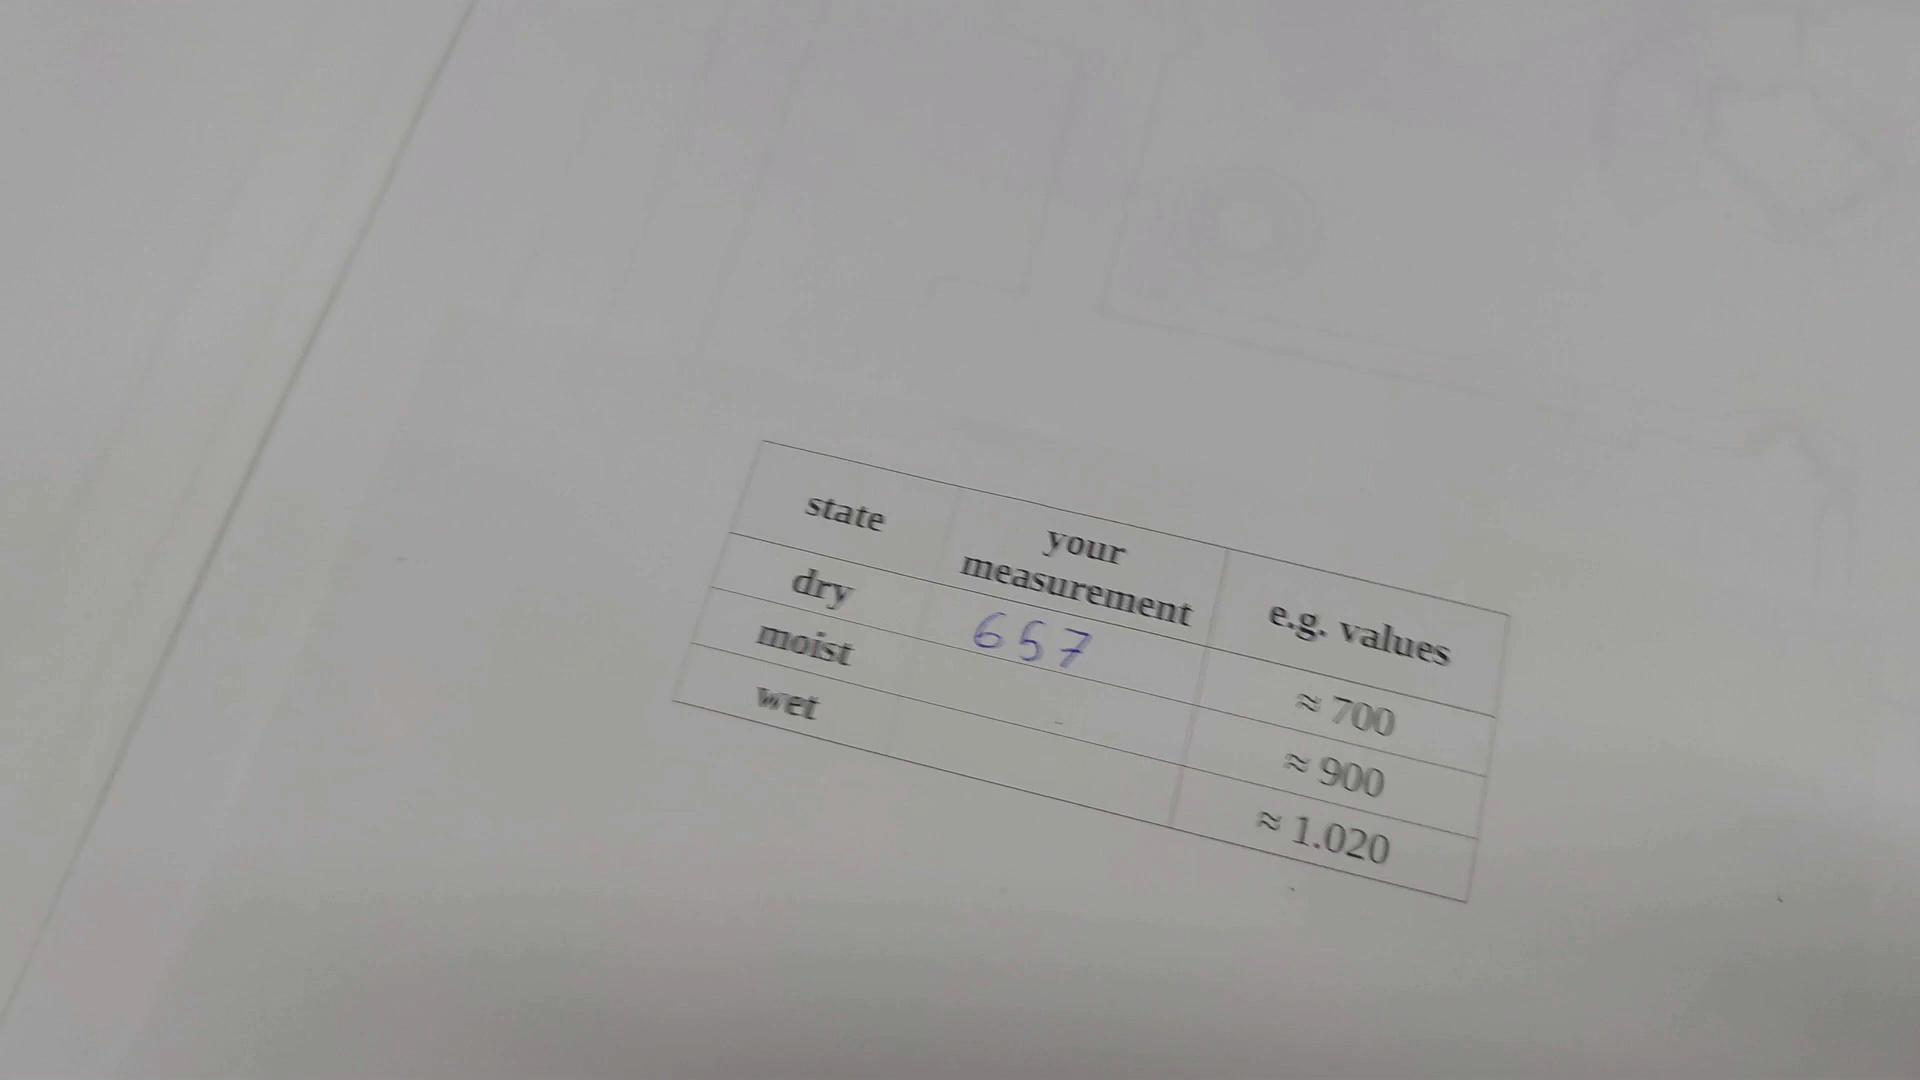 state your measurement e.g. values
dry 657 ≈ 700
moist ≈ 900
wet ≈ 1.020